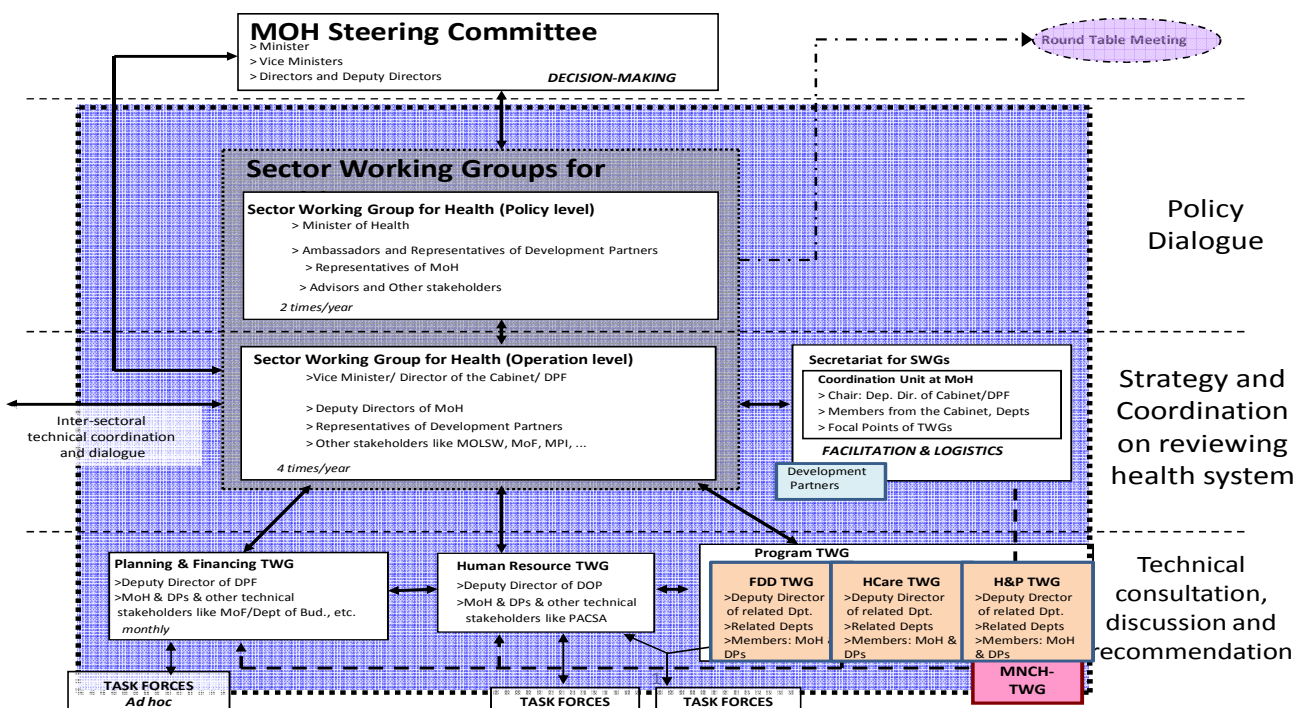 MOH Steering Committee
> Minister
> Vice Ministers
> Directors and Deputy Directors
DECISION-MAKING
Round Table Meeting
Sector Working Groups for
Sector Working Group for Health (Policy level)
> Minister of Health
> Ambassadors and Representatives of Development Partners
> Representatives of MoH
> Advisors and Other stakeholders
2 times/year
Policy
Dialogue
Sector Working Group for Health (Operation level)
>Vice Minister/ Director of the Cabinet/ DPF
> Deputy Directors of MoH
> Representatives of Development Partners
> Other stakeholders like MOLSW, MoF, MPI, ...
4 times/year
Inter-sectoral
technical coordination
and dialogue
Secretariat for SWGs
Coordination Unit at MoH
> Chair: Dep. Dir. of Cabinet/DPF
> Members from the Cabinet, Depts
> Focal Points of TWGs
FACILITATION & LOGISTICS
Development
Partners
Strategy and
Coordination
on reviewing
health system
Planning & Financing TWG
>Deputy Director of DPF
>MoH & DPs & other technical
stakeholders like MoF/Dept of Bud., etc.
monthly
Human Resource TWG
>Deputy Director of DOP
>MoH & DPs & other technical
stakeholders like PACSA
Program TWG
FDD TWG
>Deputy Director
of related Dpt.
>Related Depts
>Members: MoH &
DPs
HCare TWG
>Deputy Director
of related Dpt.
>Related Depts
>Members: MoH &
DPs
H&P TWG
>Deputy Drector
of related Dpt.
>Related Depts
>Members: MoH
& DPs
MNCH-
TWG
Technical
consultation,
discussion and
recommendation
TASK FORCES
Ad hoc
TASK FORCES
TASK FORCES